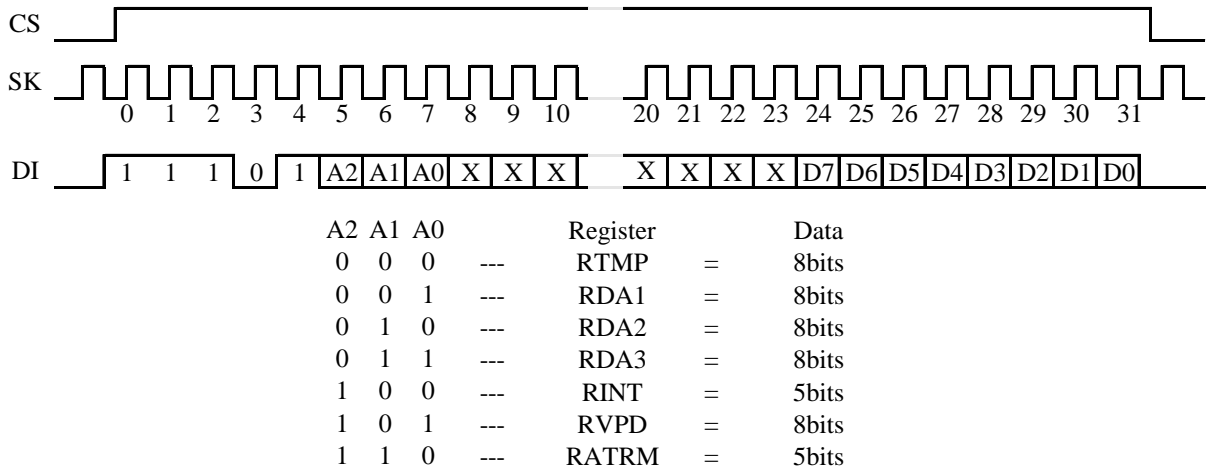 CS
SK
0 1 2 3 4 5 6 7 8 9 10 20 21 22 23 24 25 26 27 28 29 30 31
DI 1 1 1 0 1 A2 A1 A0 X X X X X X X D7 D6 D5 D4 D3 D2 D1 D0
A2 A1 A0 Register Data
0 0 0 --- RTMP = 8bits
0 0 1 --- RDA1 = 8bits
0 1 0 --- RDA2 = 8bits
0 1 1 --- RDA3 = 8bits
1 0 0 --- RINT = 5bits
1 0 1 --- RVPD = 8bits
1 1 0 --- RATRM = 5bits